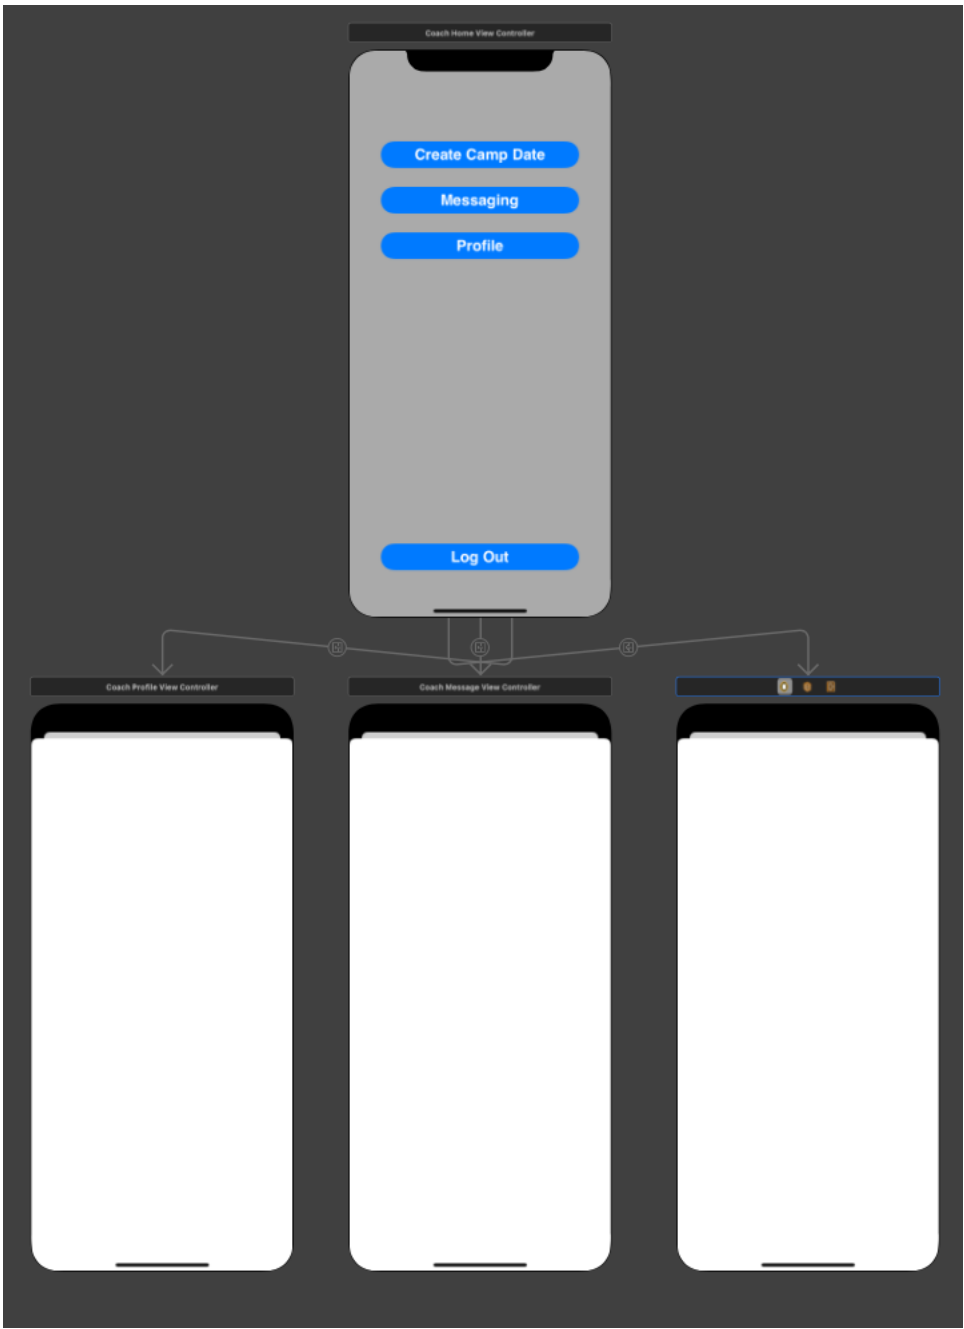 Coach Home View Controller
Create Camp Date
Messaging
Profile
Log Out
Coach Profile View Controller
Coach Message View Controller